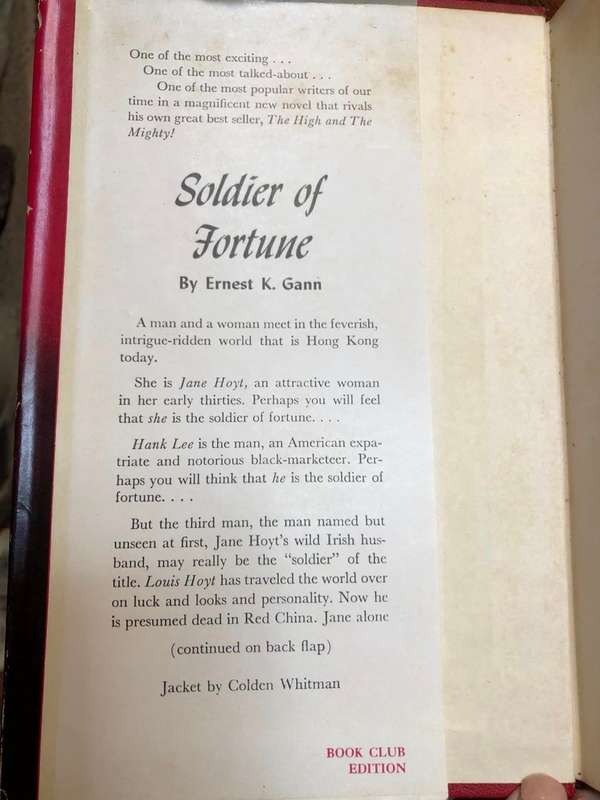 One of the most exciting . . .
One of the most talked-about . . .
One of the most popular writers of our
time in a magnificent new novel that rivals
his own great best seller, The High and The
Mighty!
Soldier of
Fortune
By Ernest K. Gann
A man and a woman meet in the feverish,
intrigue-ridden world that is Hong Kong
today.
She is Jane Hoyt, an attractive woman
in her early thirties. Perhaps you will feel
that she is the soldier of fortune. . . .
Hank Lee is the man, an American expa-
triate and notorious black-marketeer. Per-
haps you will think that he is the soldier of
fortune. . . .
But the third man, the man named but
unseen at first, Jane Hoyt's wild Irish hus-
band, may really be the "soldier" of the
title. Louis Hoyt has traveled the world over
on luck and looks and personality. Now he
is presumed dead in Red China. Jane alone
(continued on back flap)
Jacket by Colden Whitman
BOOK CLUB
EDITION